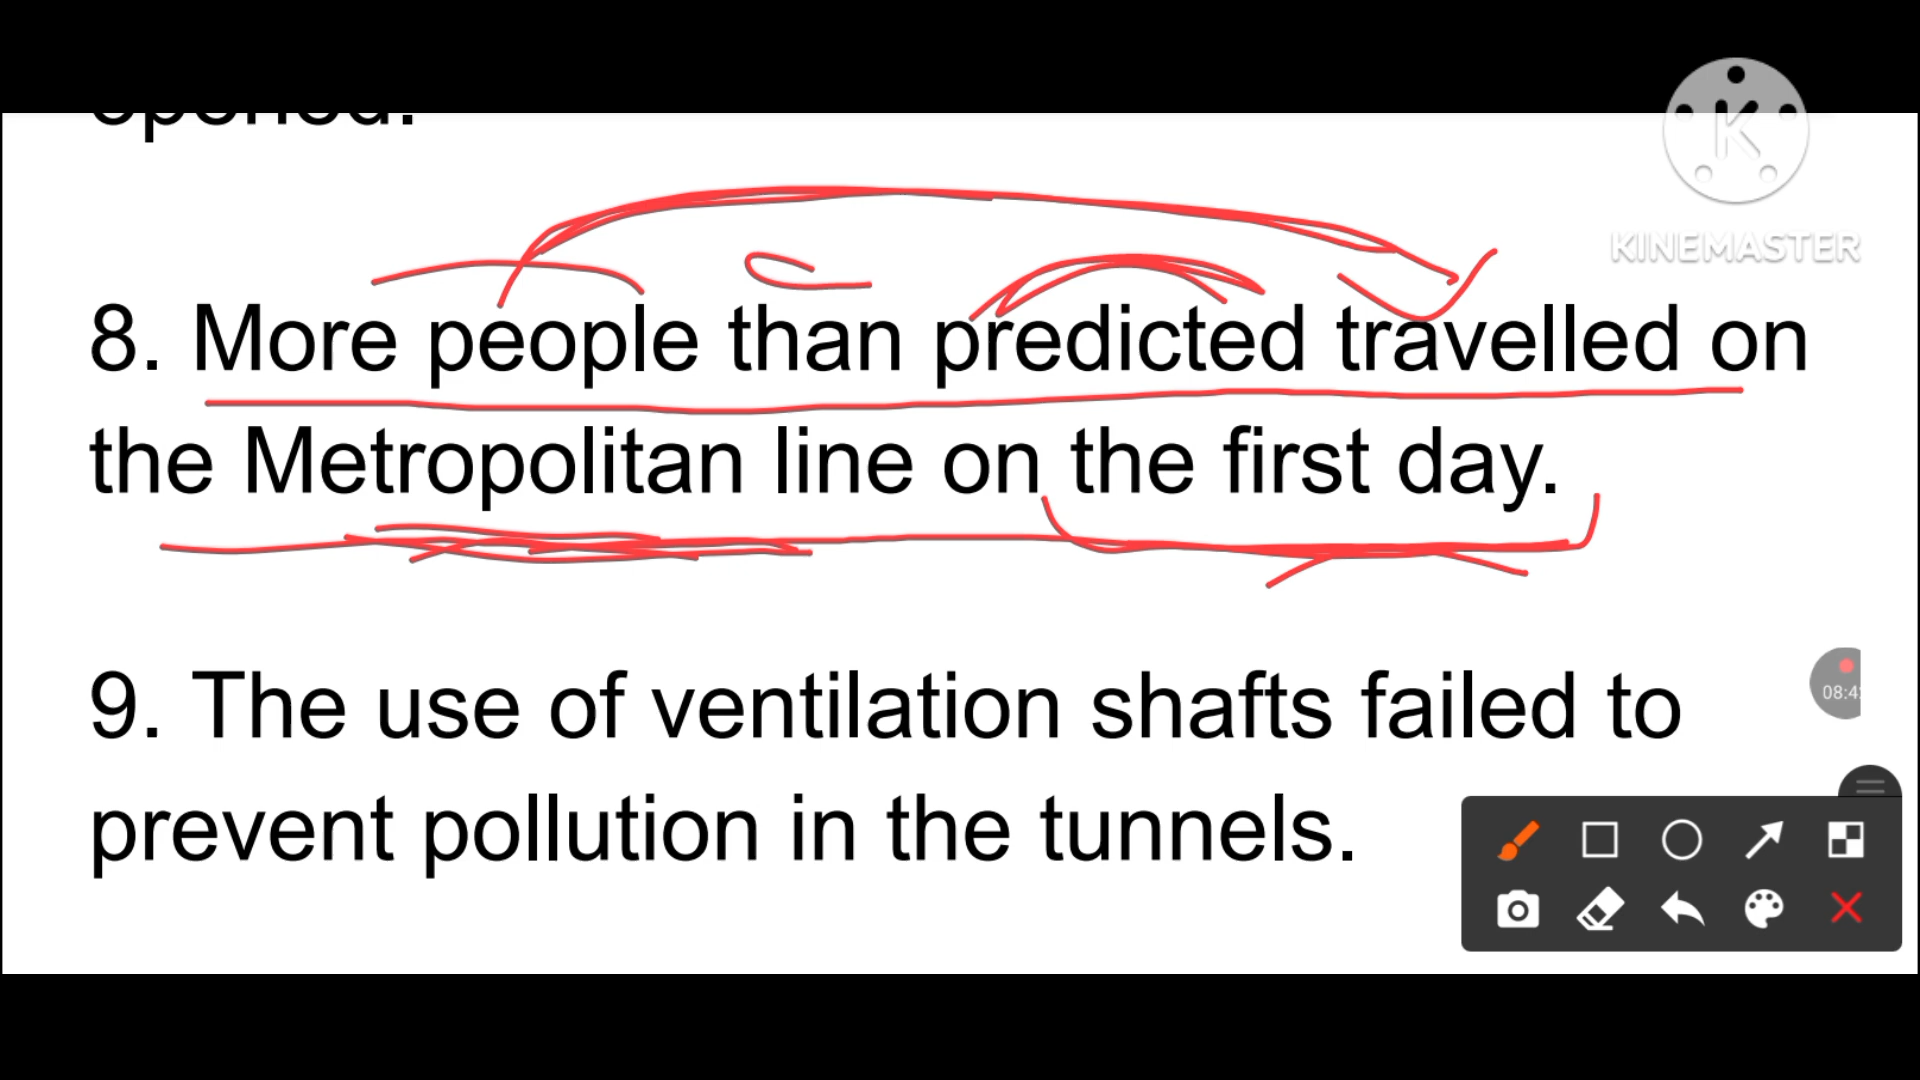 opened.
KINEMASTER
8. More people than predicted travelled on
the Metropolitan line on the first day.
9. The use of ventilation shafts failed to
prevent pollution in the tunnels.